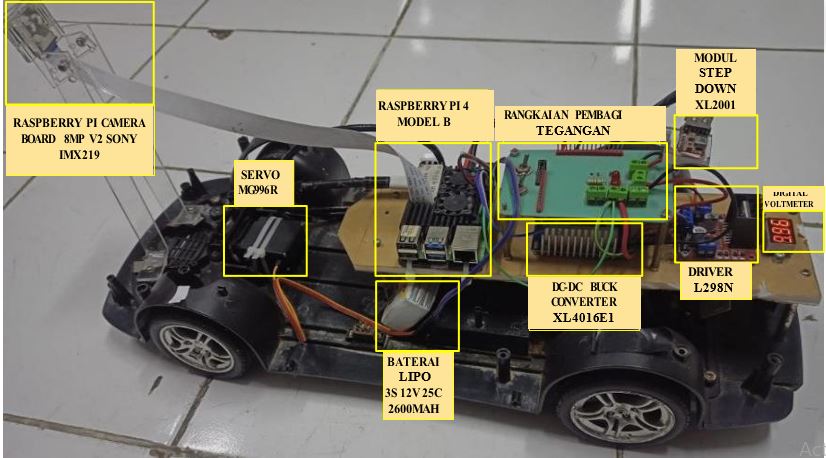 RASPBERRY PI CAMERA
BOARD 8MP V2 SONY
IMX219
SERVO
MG996R
RASPBERRY PI 4
MODEL B
RANGKAIAN PEMBAGI
TEGANGAN
MODUL
STEP
DOWN
XL2001
DIGITAL
VOLTMETER
DRIVER
L298N
DC-DC BUCK
CONVERTER
XL4016E1
BATERAI
LIPO
3S 12V 25C
2600MAH